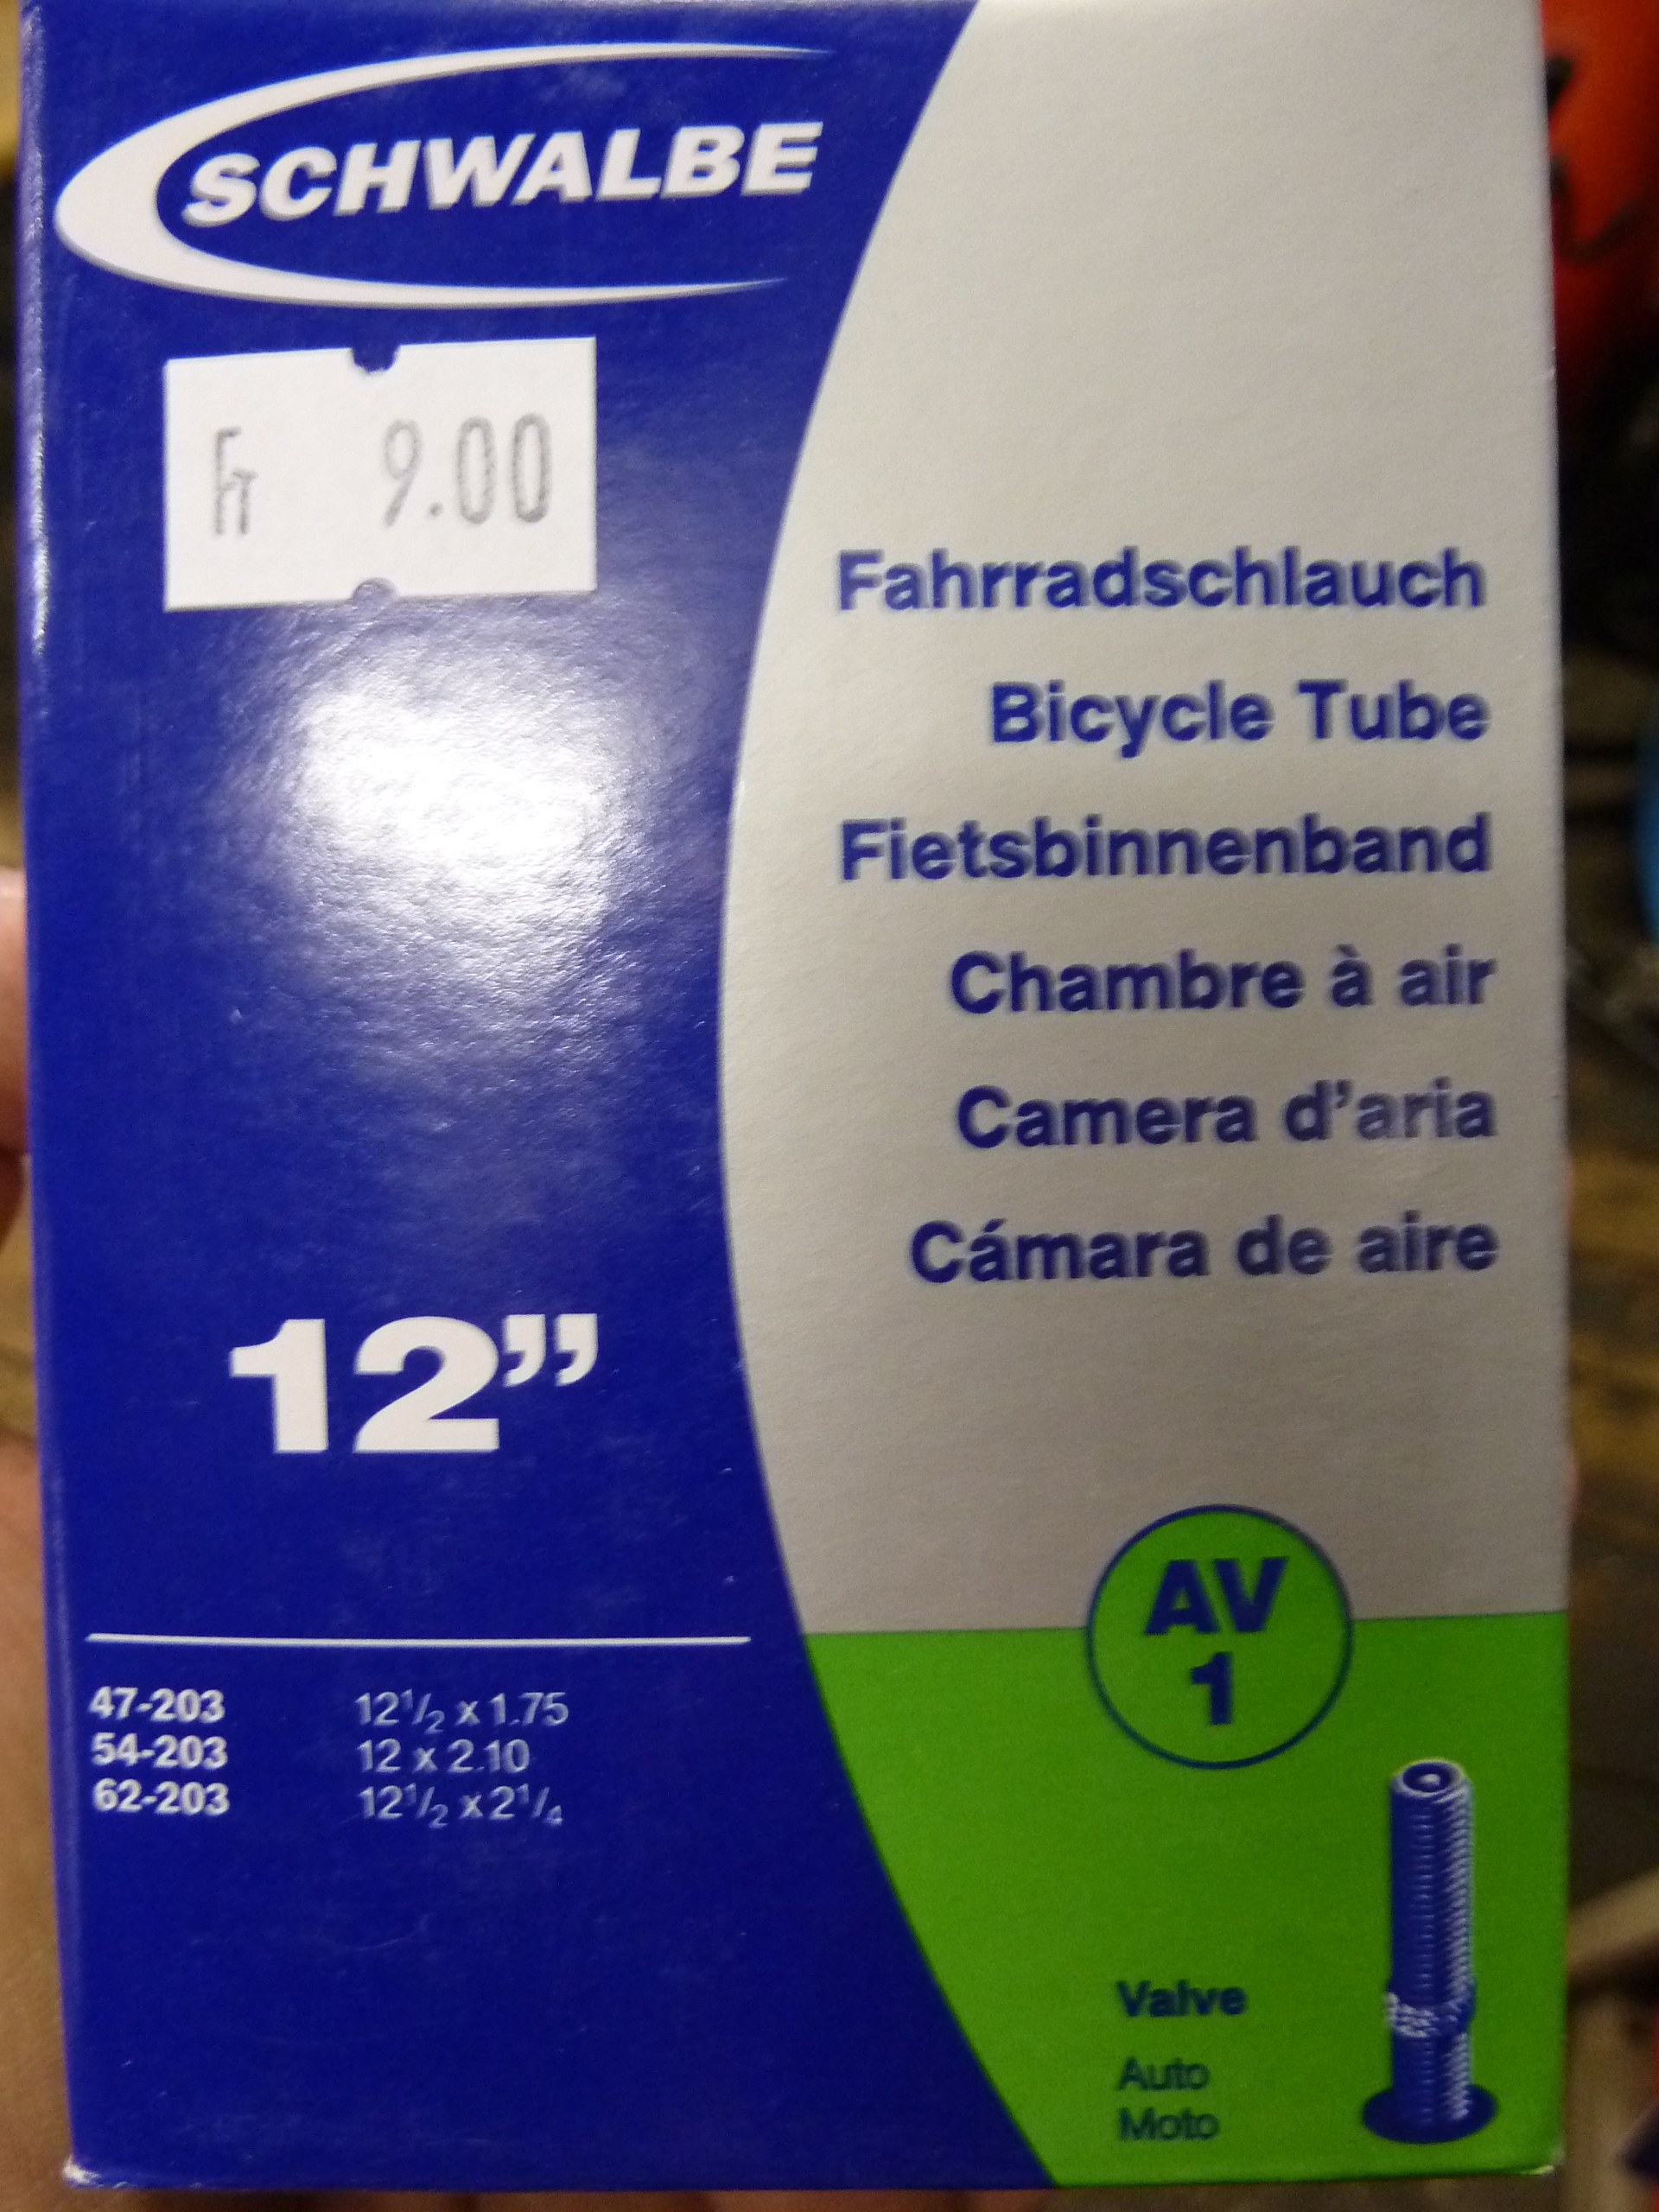 SCHWALBE
Fr 9.00
Fahrradschlauch
Bicycle Tube
Fietsbinnenband
Chambre à air
Camera d’aria
Cámara de aire
12”
AV
1
47-203 12 1/2 x 1.75
54-203 12 x 2.10
62-203 12 1/2 x 2 1/4
Valve
Auto
Moto